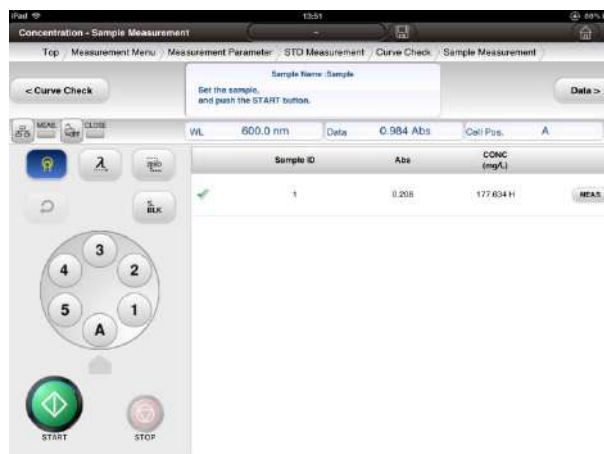 iPad 13:51 68%
Concentration - Sample Measurement -
Top Measurement Menu Measurement Parameter STD Measurement Curve Check Sample Measurement
< Curve Check
Sample Name :Sample
Set the sample,
and push the START button.
Data >
MEAS. CLOSE
WL 600.0 nm Data 0.984 Abs Cell Pos. A
Sample ID Abs CONC
(mg/L)
1 0.208 177.634 H MEAS
λ
BLK
3
4 2
5 1
A
START STOP